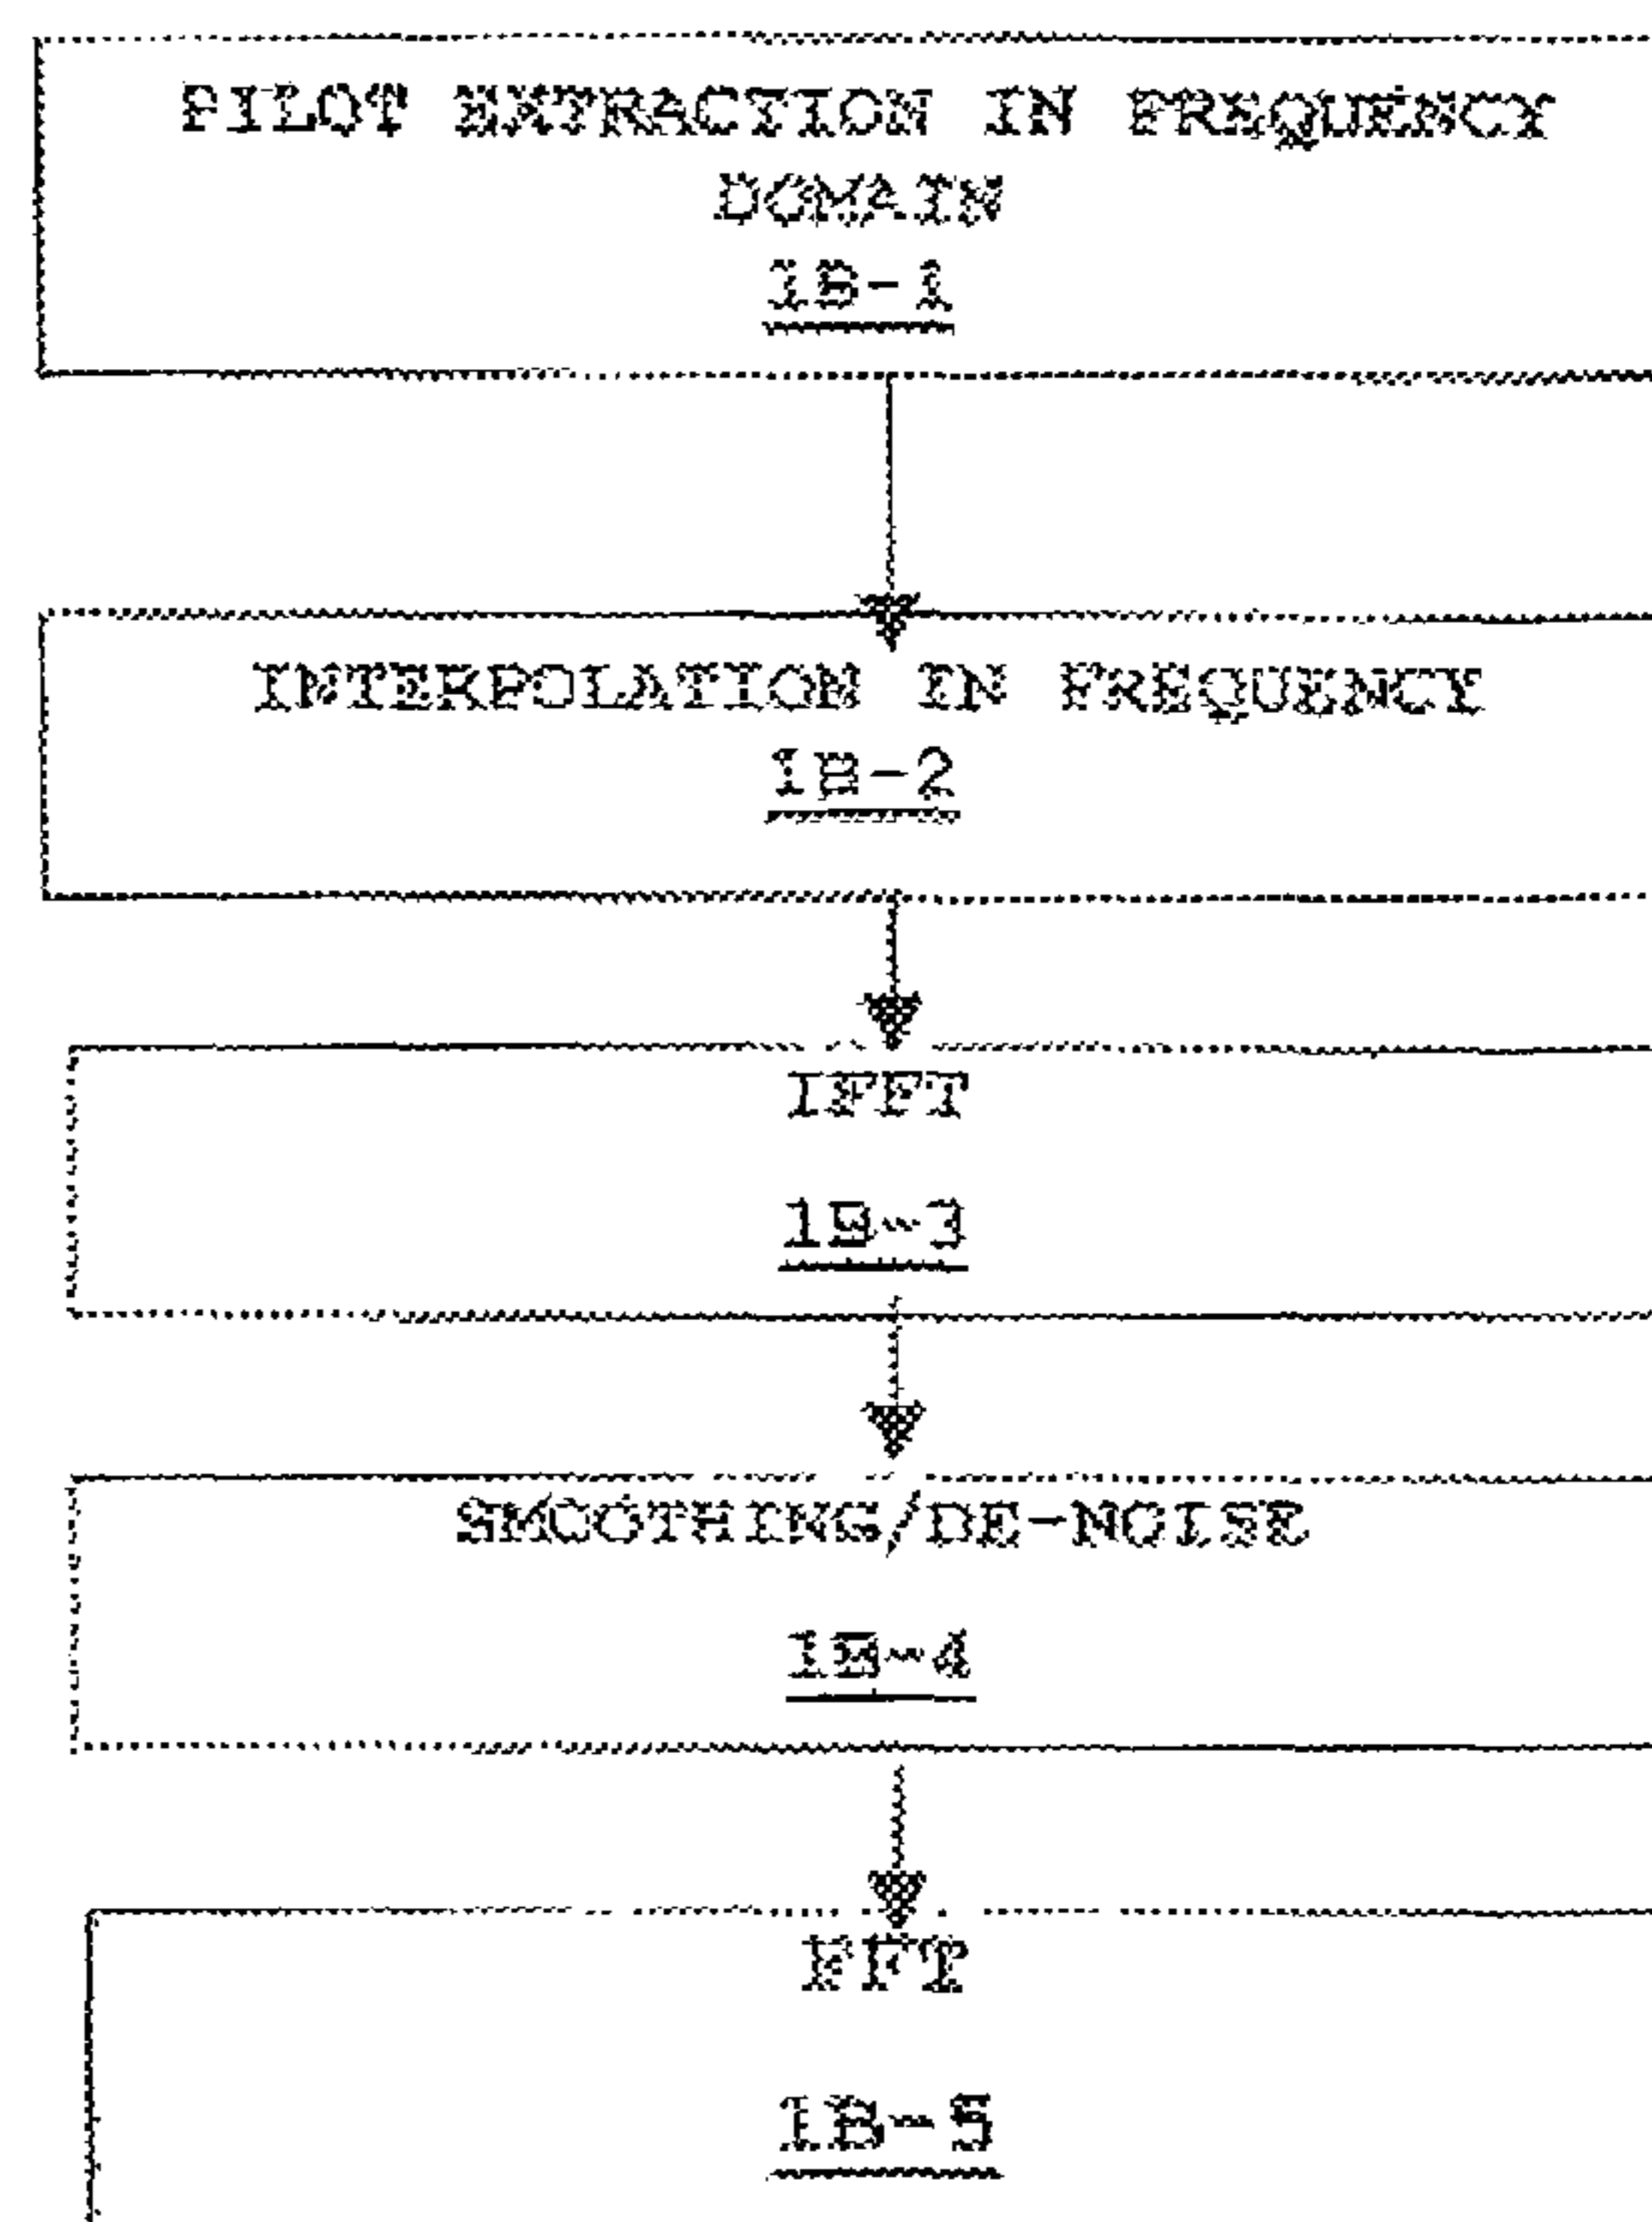 PILOT EXTRACTION IN FREQUENCY
DOMAIN
1B-1
INTERPOLATION IN FREQUENCY
1B-2
IFFT
1B-3
SMOOTHING/DE-NOISE
1B-4
FFT
1B-5